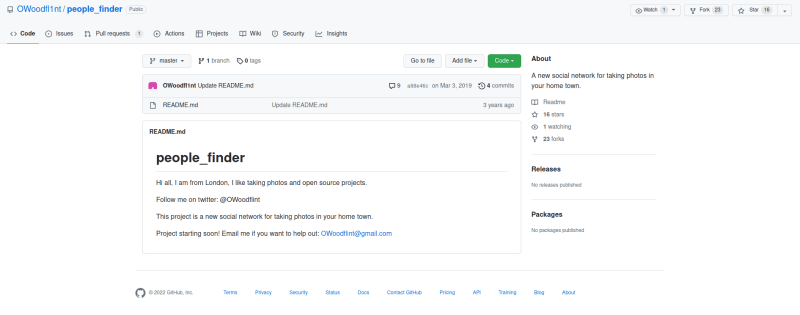 OWoodfl1nt / people_finder Public
Watch 1 Fork 23 Star 16
Code Issues Pull requests 1 Actions Projects Wiki Security Insights
master 1 branch 0 tags Go to file Add file Code
OWoodfl1nt Update README.md 9 on Mar 3, 2019 4 commits
README.md Update README.md 3 years ago
README.md
people_finder
Hi all, I am from London, I like taking photos and open source projects.
Follow me on twitter: @OWoodflint
This project is a new social network for taking photos in your home town.
Project starting soon! Email me if you want to help out: OWoodflint@gmail.com
About
A new social network for taking photos in
your home town.
Readme
16 stars
1 watching
23 forks
Releases
No releases published
Packages
No packages published
© 2022 GitHub, Inc. Terms Privacy Security Status Docs Contact GitHub Pricing API Training Blog About